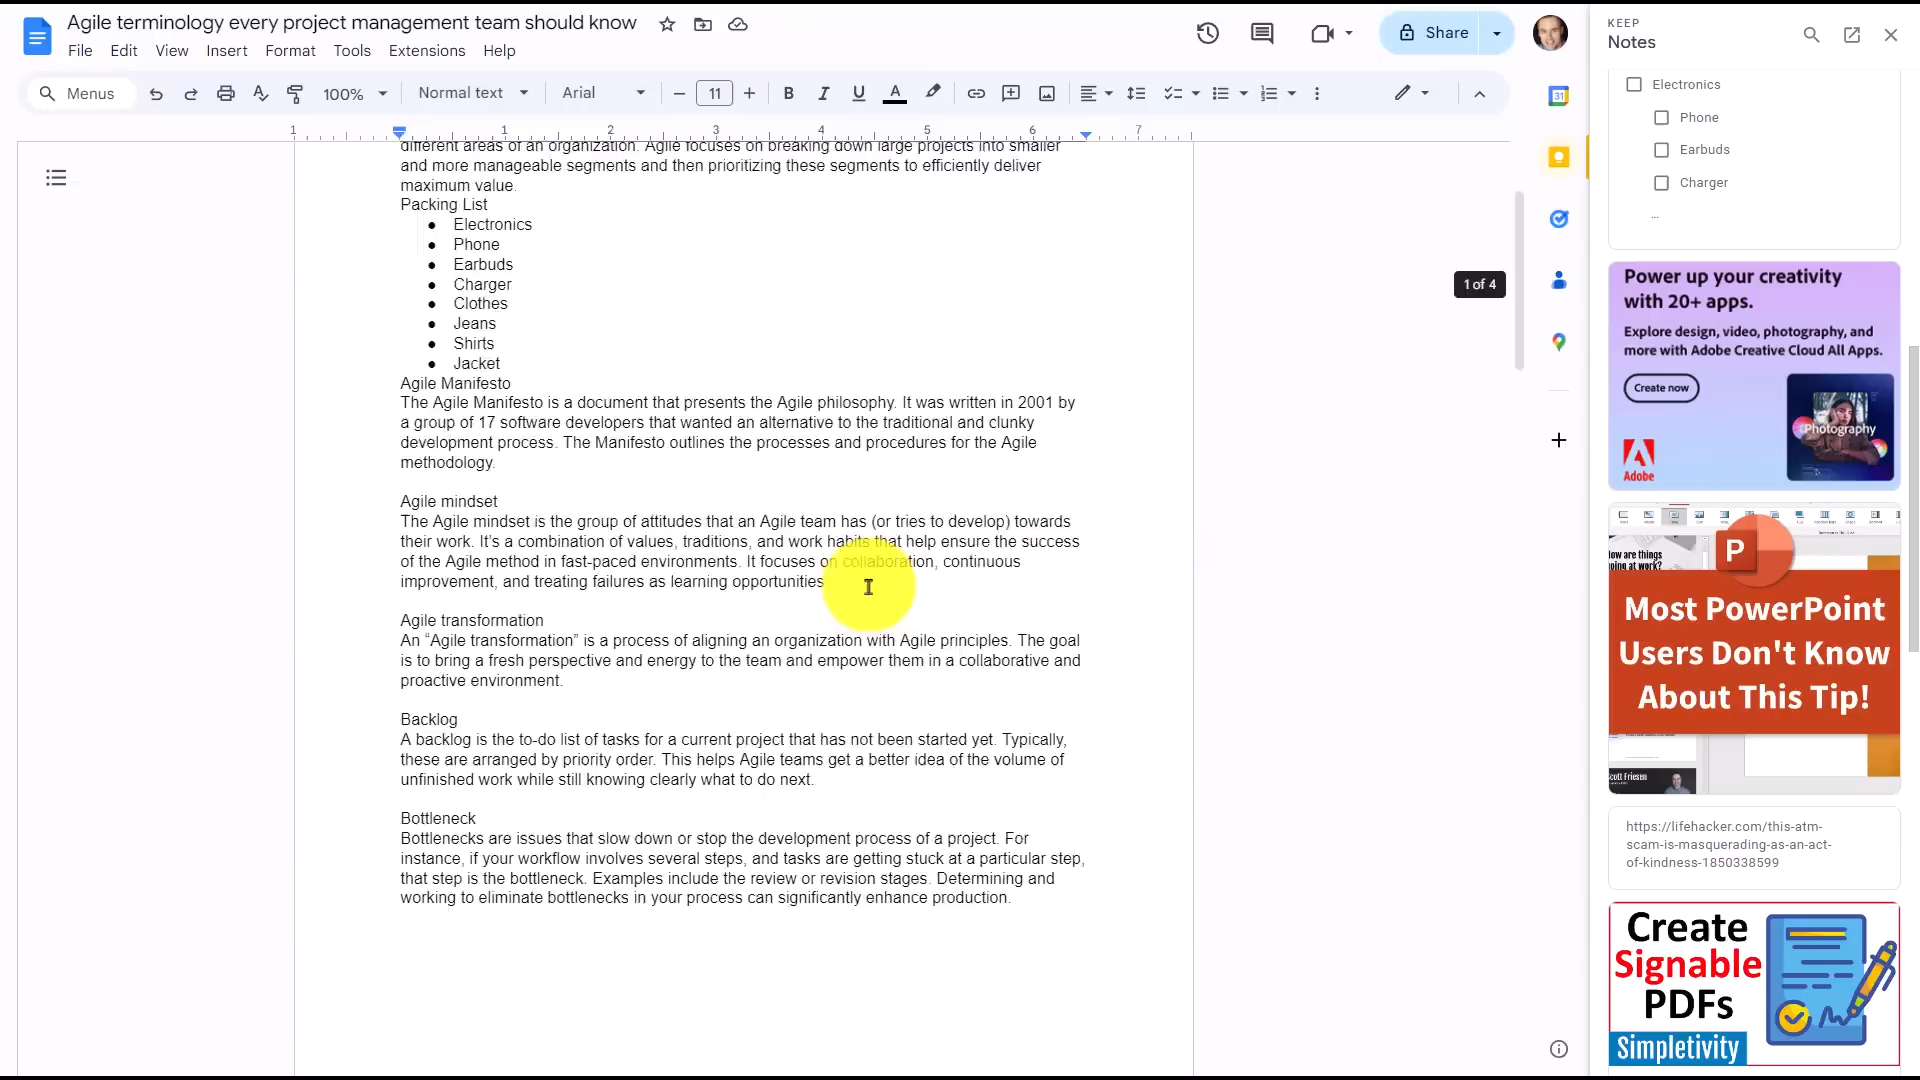 Agile terminology every project management team should know
File Edit View Insert Format Tools Extensions Help
Share
Menus
100%
Normal text
Arial
11
B I U A
1 1 2 3 4 5 6 7
different areas of an organization. Agile focuses on breaking down large projects into smaller
and more manageable segments and then prioritizing these segments to efficiently deliver
maximum value.
Packing List
● Electronics
● Phone
● Earbuds
● Charger
● Clothes
● Jeans
● Shirts
● Jacket
Agile Manifesto
The Agile Manifesto is a document that presents the Agile philosophy. It was written in 2001 by
a group of 17 software developers that wanted an alternative to the traditional and clunky
development process. The Manifesto outlines the processes and procedures for the Agile
methodology.
Agile mindset
The Agile mindset is the group of attitudes that an Agile team has (or tries to develop) towards
their work. It’s a combination of values, traditions, and work habits that help ensure the success
of the Agile method in fast-paced environments. It focuses on collaboration, continuous
improvement, and treating failures as learning opportunities
Agile transformation
An “Agile transformation” is a process of aligning an organization with Agile principles. The goal
is to bring a fresh perspective and energy to the team and empower them in a collaborative and
proactive environment.
Backlog
A backlog is the to-do list of tasks for a current project that has not been started yet. Typically,
these are arranged by priority order. This helps Agile teams get a better idea of the volume of
unfinished work while still knowing clearly what to do next.
Bottleneck
Bottlenecks are issues that slow down or stop the development process of a project. For
instance, if your workflow involves several steps, and tasks are getting stuck at a particular step,
that step is the bottleneck. Examples include the review or revision stages. Determining and
working to eliminate bottlenecks in your process can significantly enhance production.
1 of 4
31
KEEP
Notes
Electronics
Phone
Earbuds
Charger
...
Power up your creativity
with 20+ apps.
Explore design, video, photography, and
more with Adobe Creative Cloud All Apps.
Create now
Photography
Adobe
How are things
going at work?
P
Most PowerPoint
Users Don't Know
About This Tip!
Scott Friesen
https://lifehacker.com/this-atm-
scam-is-masquerading-as-an-act-
of-kindness-1850338599
Create
Signable
PDFs
Simpletivity